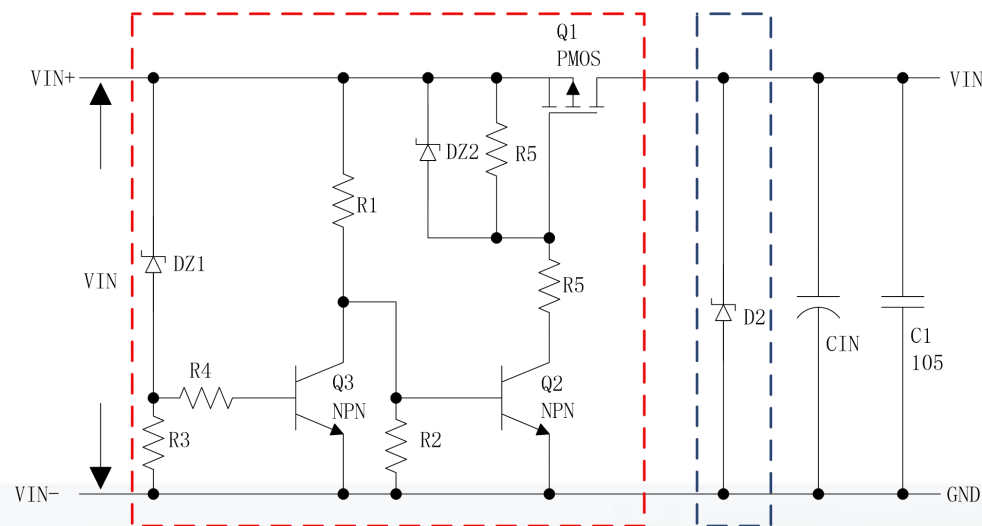 Q1
PMOS
VIN+
VIN
DZ2
R5
R1
DZ1
VIN
R5
D2
CIN
C1
105
R4
Q3
NPN
Q2
NPN
R3
R2
VIN-
GND